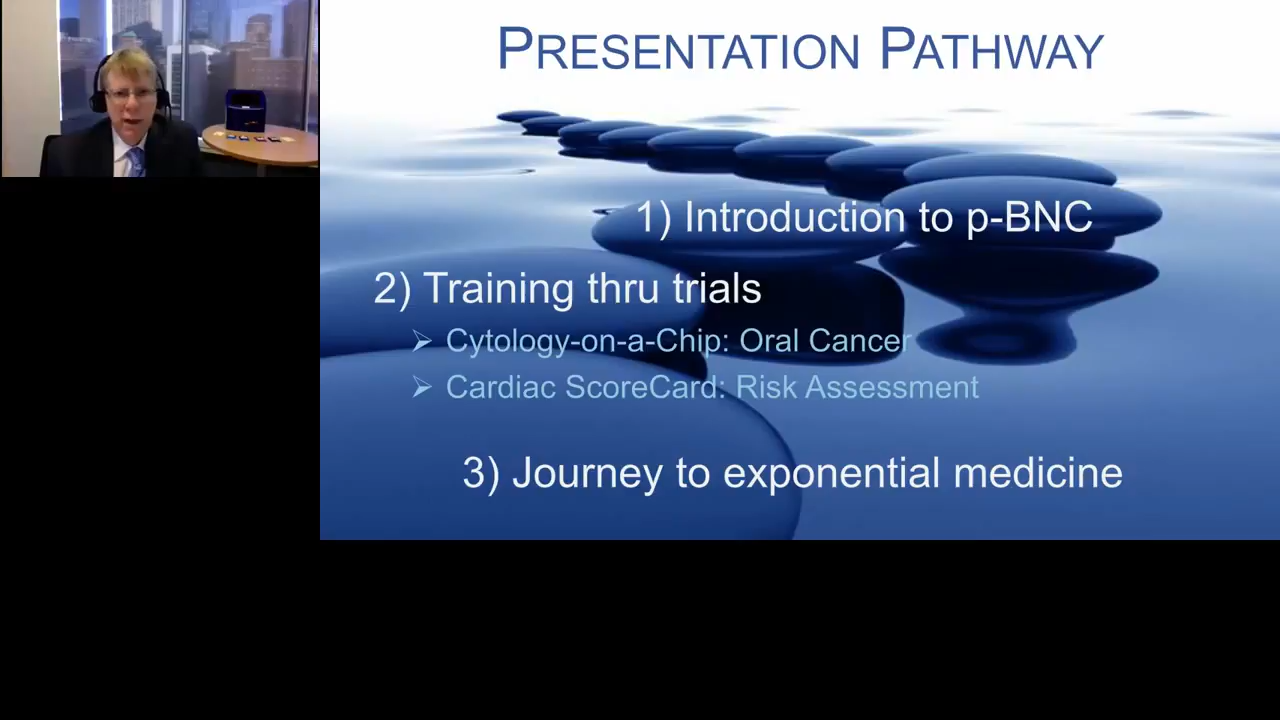 PRESENTATION PATHWAY
1) Introduction to p-BNC
2) Training thru trials
➢ Cytology-on-a-Chip: Oral Cancer
➢ Cardiac ScoreCard: Risk Assessment
3) Journey to exponential medicine